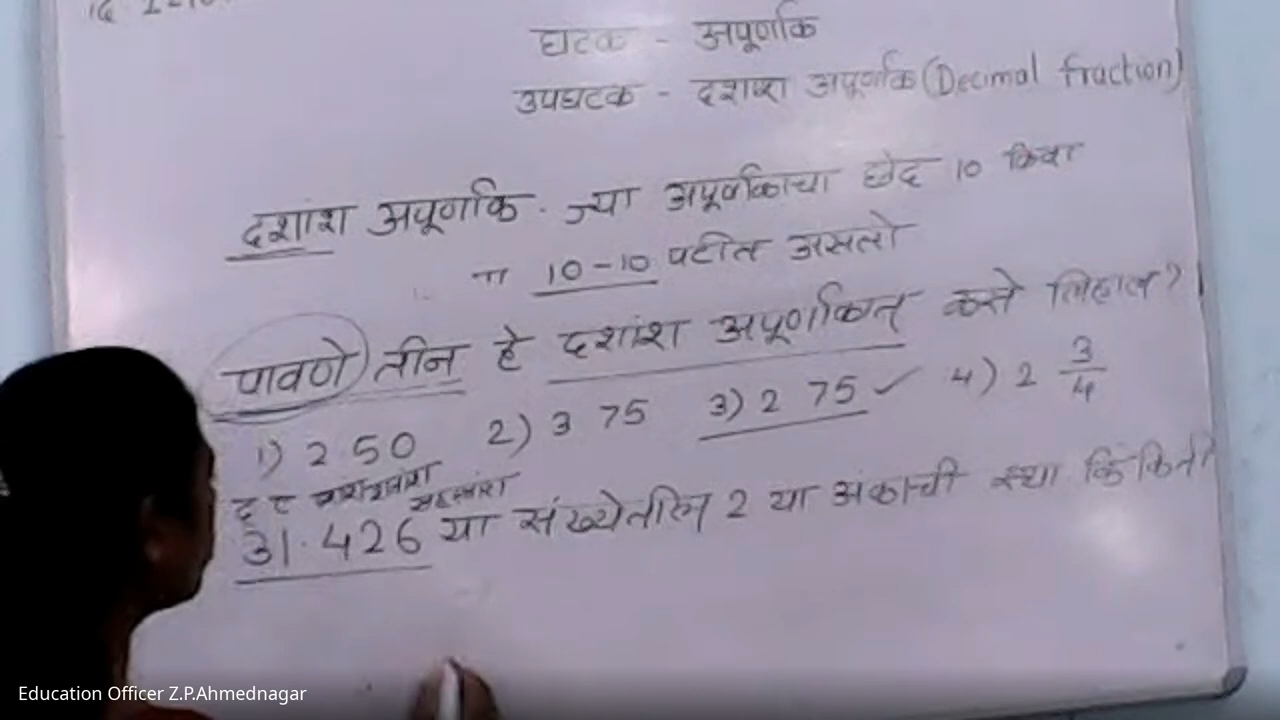 घटक - अपूर्णांक
उपघटक - दशांश अपूर्णांक (Decimal fraction)
दशांश अपूर्णांक. ज्या अपूर्णांकाचा छेद 10 किंवा
10-10 पटीत असतो
पावणे तीन हे दशांश अपूर्णांकात कसे लिहाल?
1) 2.50 2) 3 75 3) 2 75 ✓ 4) 2 3/4
द ए
31.426 या संख्येतील 2 या अंकाची स्था किं किती
Education Officer Z.P.Ahmednagar